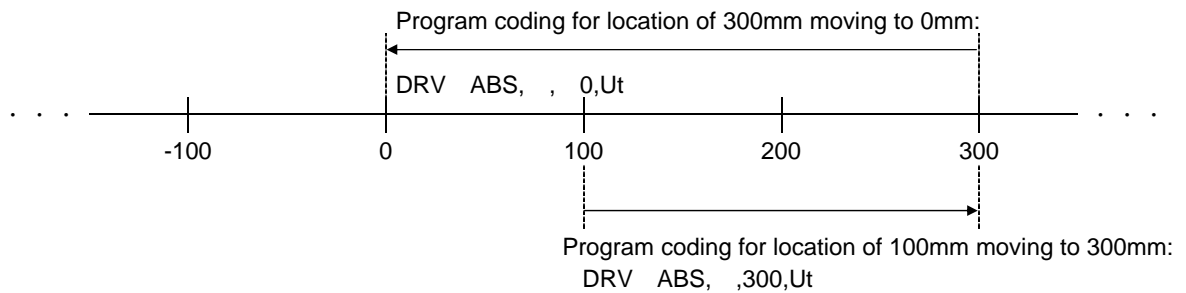 Program coding for location of 300mm moving to 0mm:
DRV ABS, , 0,Ut
. . . . . .
-100 0 100 200 300
Program coding for location of 100mm moving to 300mm:
DRV ABS, ,300,Ut